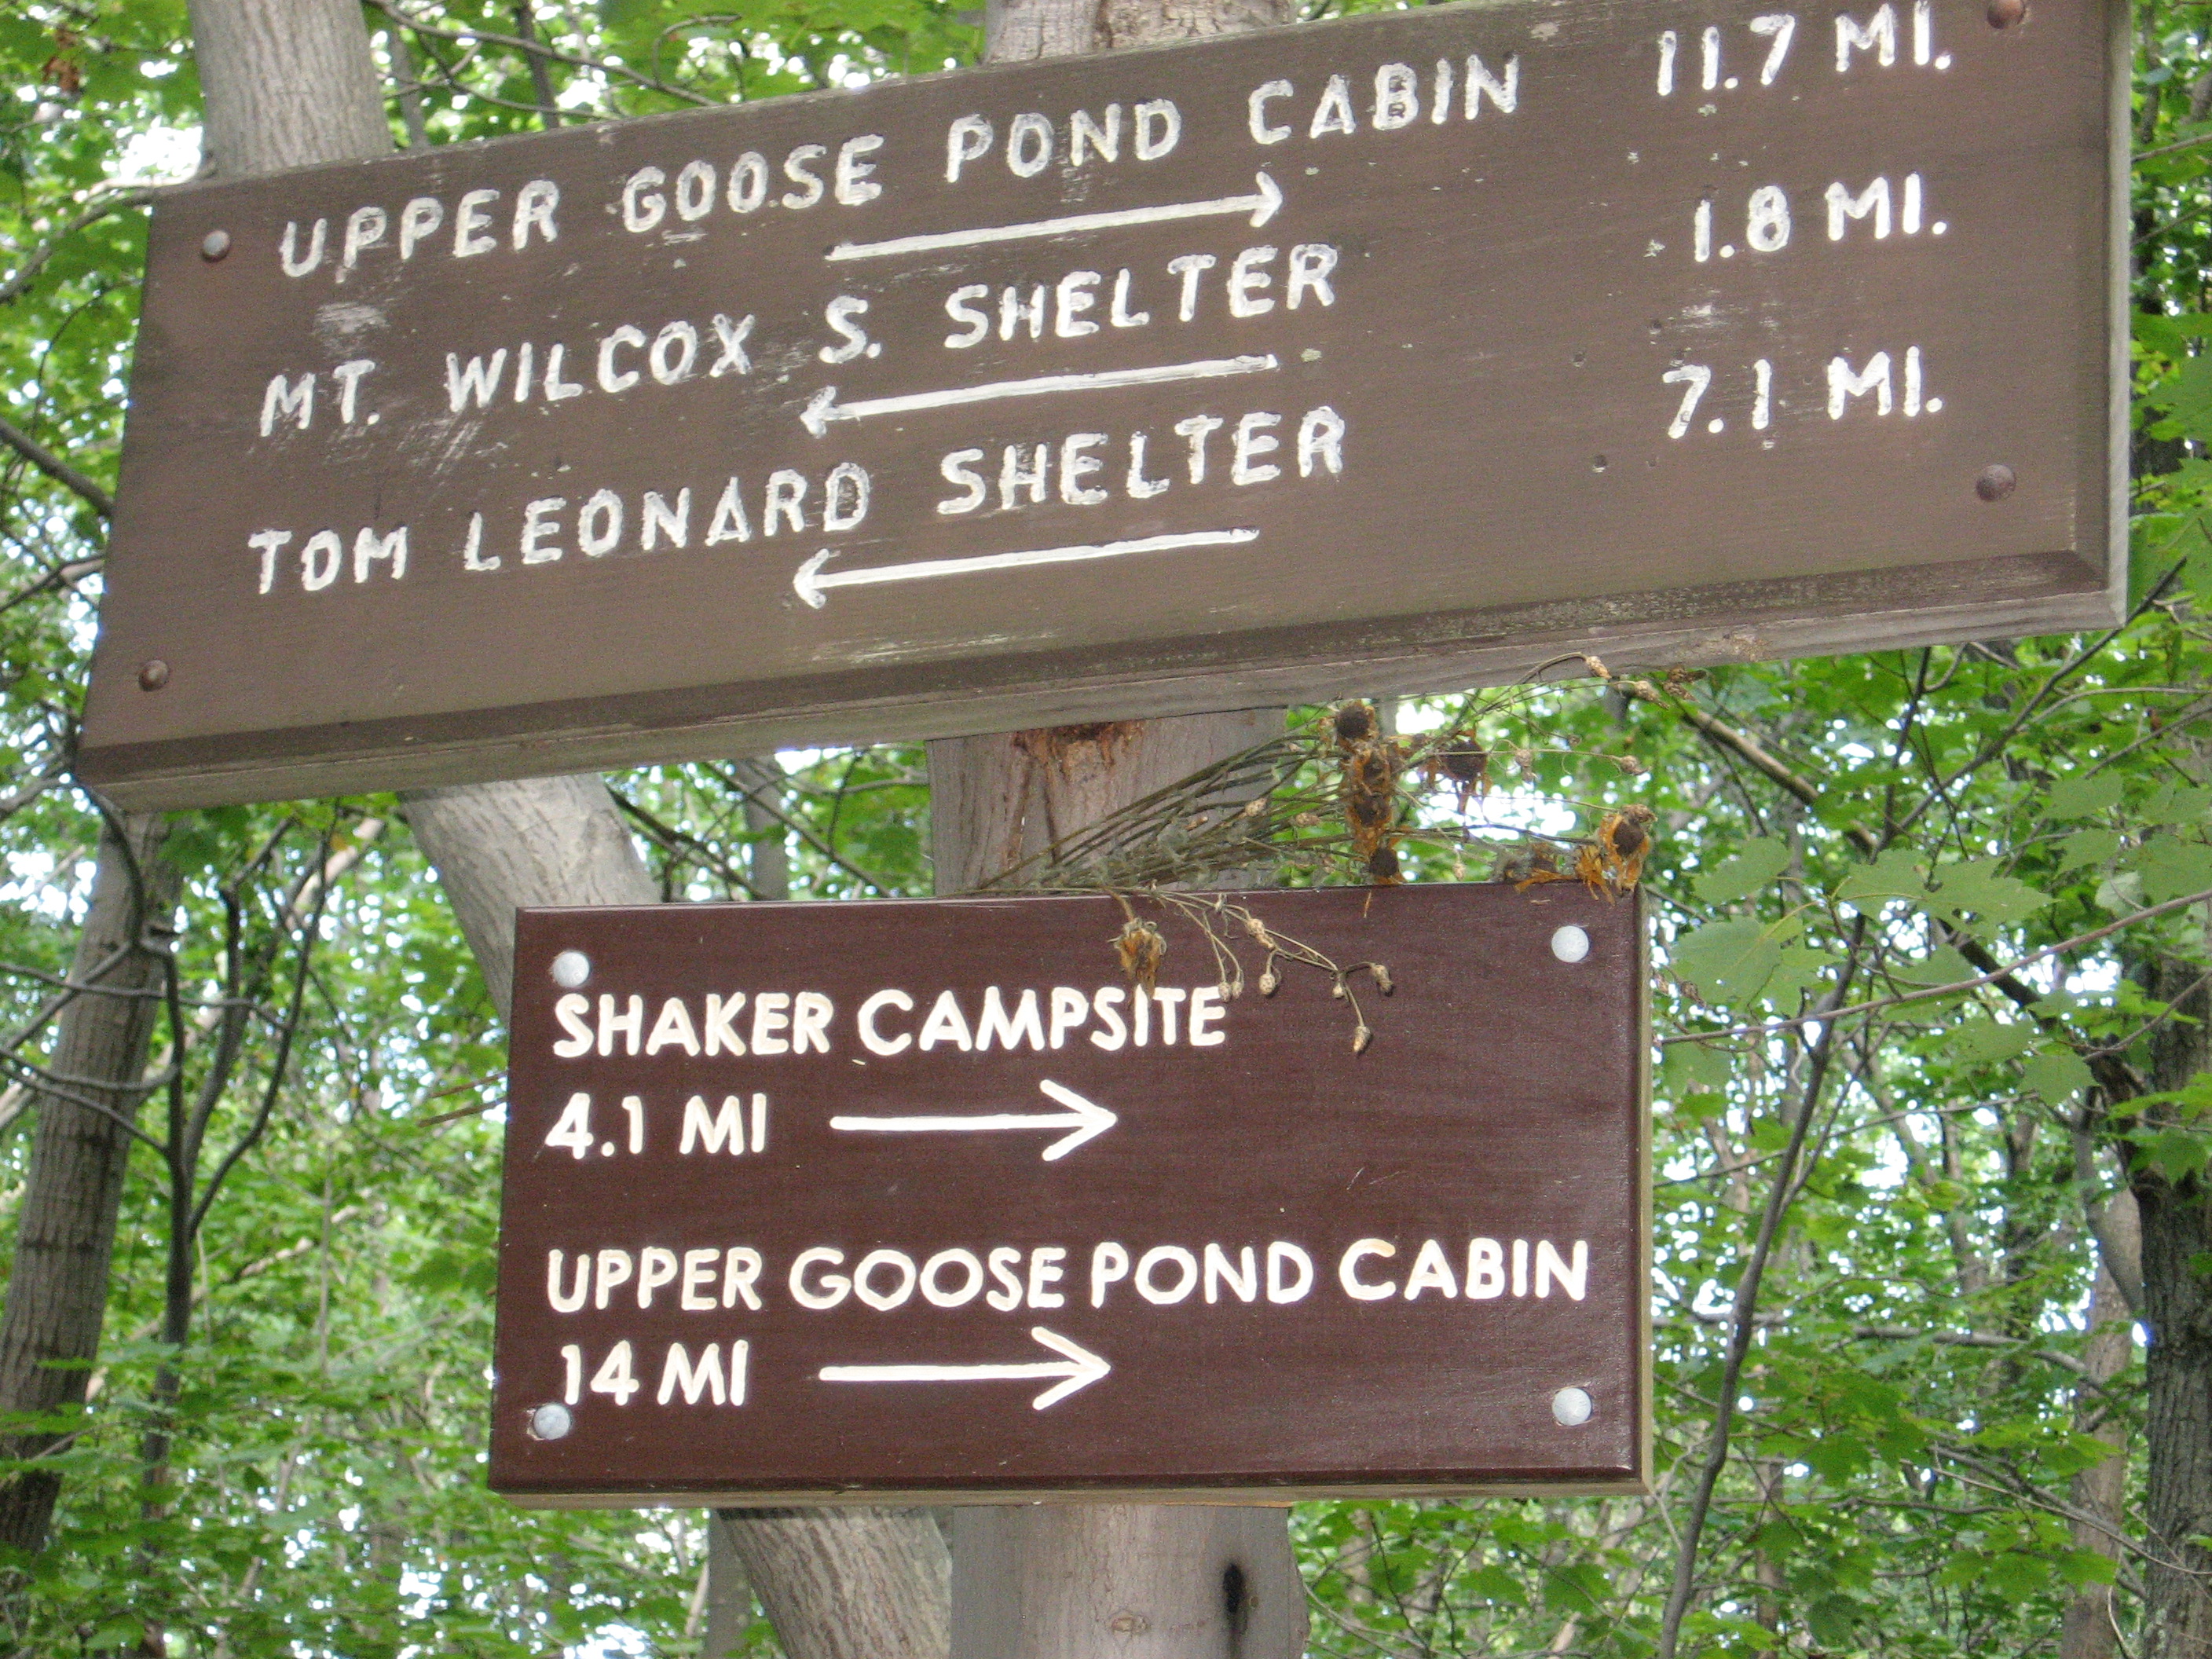 UPPER GOOSE POND CABIN 11.7 MI.
MT. WILCOX S. SHELTER 1.8 MI.
TOM LEONARD SHELTER 7.1 MI.
SHAKER CAMPSITE
4.1 MI
UPPER GOOSE POND CABIN
14 MI